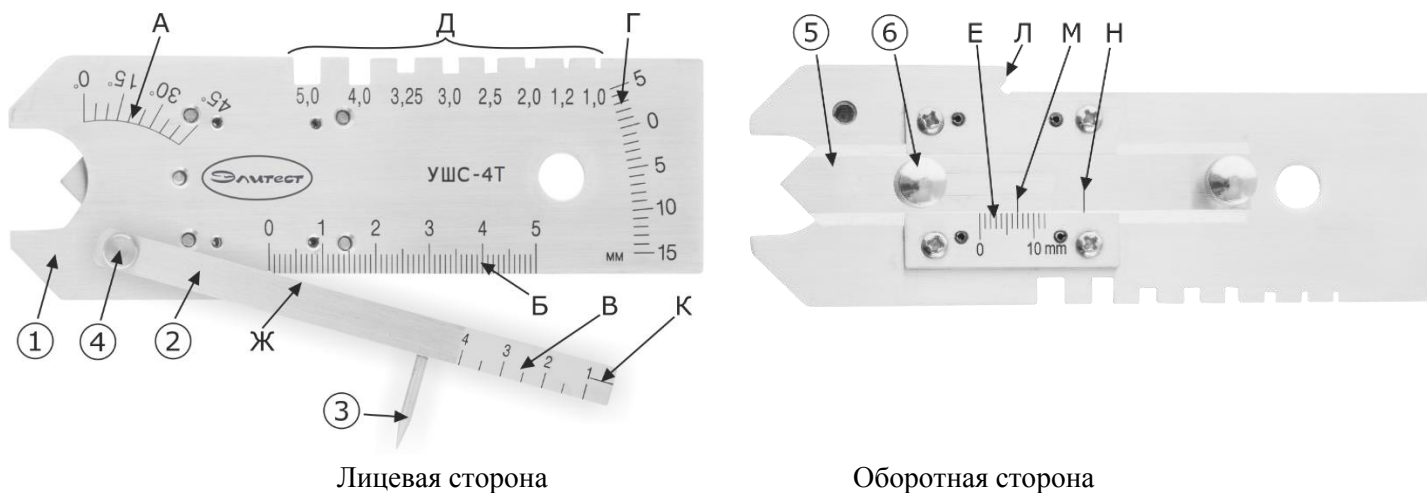 А
Д
Г
0 15° 30° 45°
5,0 4,0 3,25 3,0 2,5 2,0 1,2 1,0
5
0
5
10
15
мм
Элитест
УШС-4Т
0 1 2 3 4 5
1
4
2
Ж
Б
В
К
4 3 2 1
3
Лицевая сторона
5
6
Е
Л
М
Н
0 10 mm
Оборотная сторона